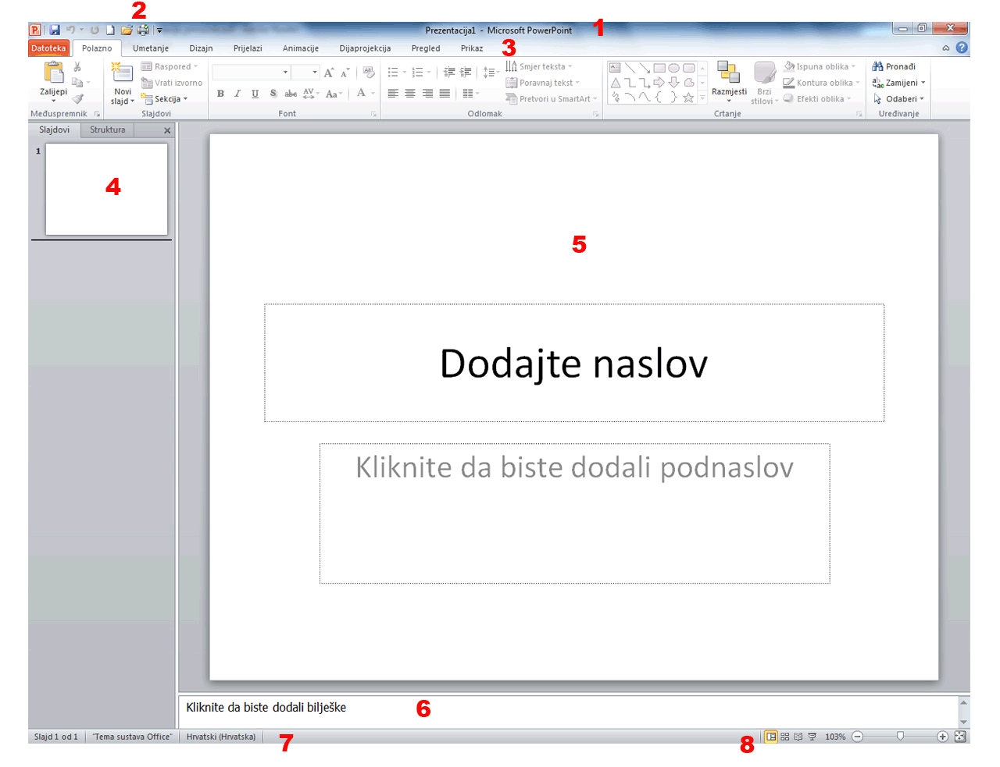 2
1
Prezentacija1 - Microsoft PowerPoint
Datoteka Polazno Umetanje Dizajn Prijelazi Animacije Dijaprojekcija Pregled Prikaz 3
Zalijepi Novi slajd Raspored Smjer teksta Ispuna oblika Pronađi
Vrati izvorno Poravnaj tekst Razmjesti Brzi stilovi Kontura oblika Zamijeni
Sekcija B I U S abc AV Aa A Pretvori u SmartArt Efekti oblika Odaberi
Međuspremnik Slajdovi Font Odlomak Crtanje Uređivanje
Slajdovi Struktura
1
4
5
Dodajte naslov
Kliknite da biste dodali podnaslov
Kliknite da biste dodali bilješke 6
Slajd 1 od 1 "Tema sustava Office" Hrvatski (Hrvatska) 7 8 103%